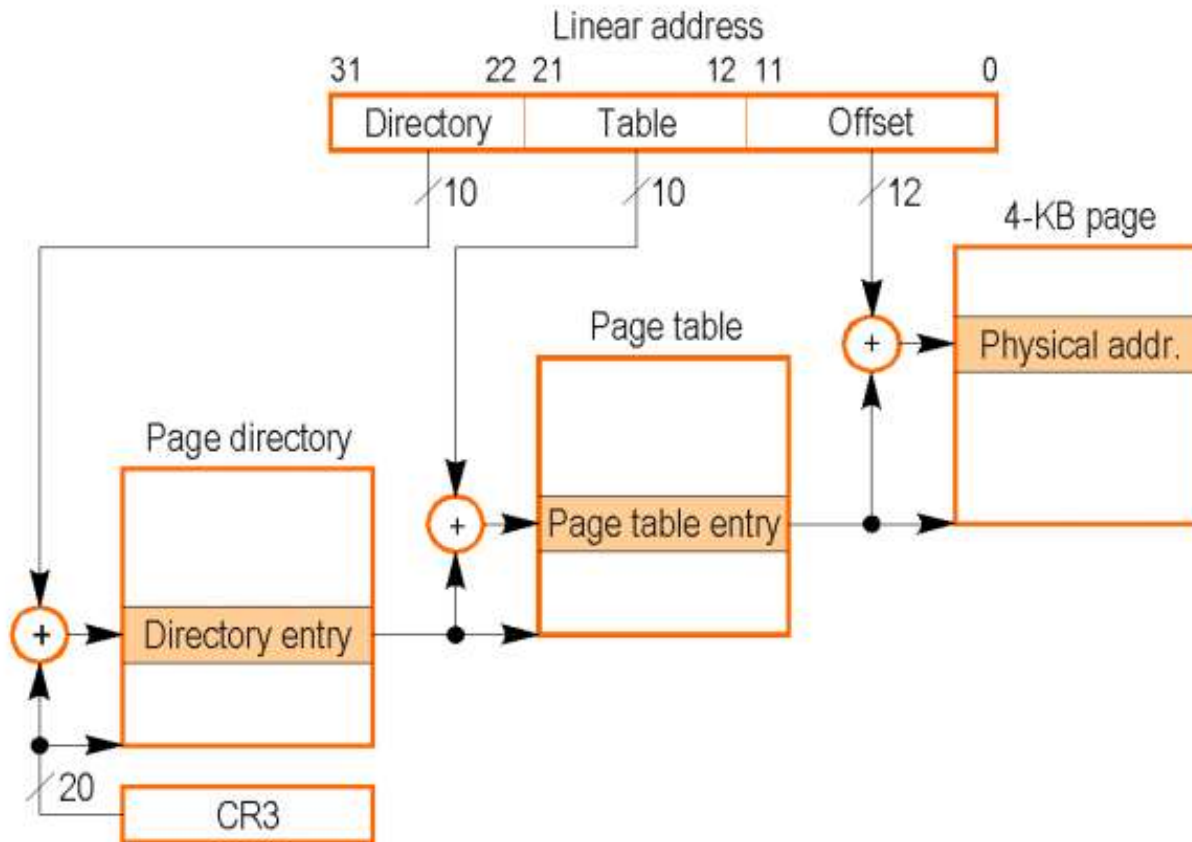 Linear address
31 22 21 12 11 0
Directory Table Offset
10 10 12
4-KB page
Page table
+ Physical addr.
Page directory
+ Page table entry
+ Directory entry
20
CR3